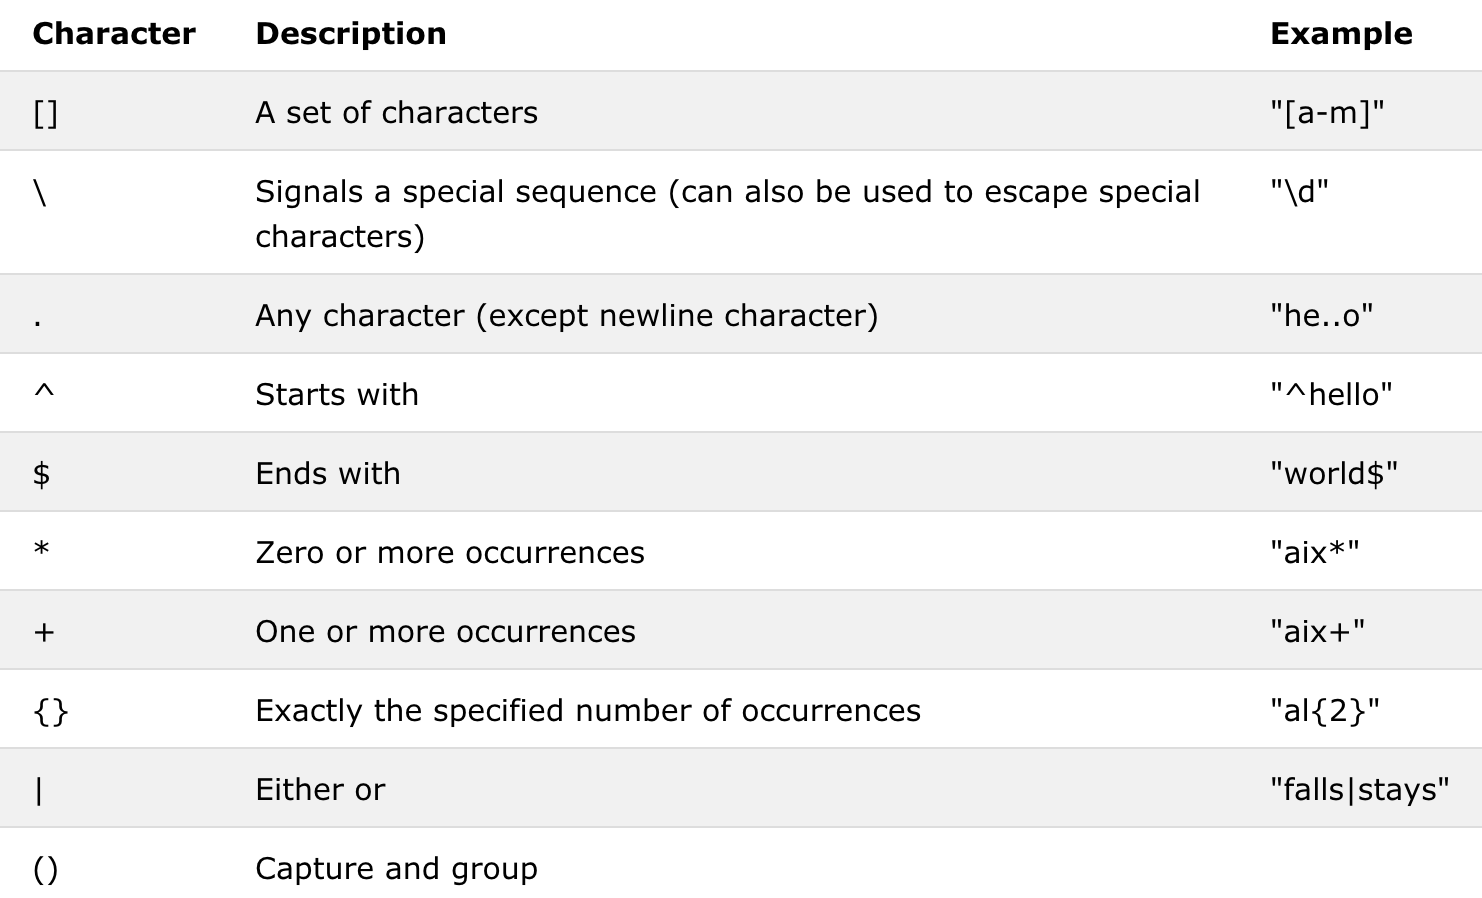 Character Description Example
[] A set of characters "[a-m]"
\ Signals a special sequence (can also be used to escape special "\d"
characters)
. Any character (except newline character) "he..o"
^ Starts with "^hello"
$ Ends with "world$"
* Zero or more occurrences "aix*"
+ One or more occurrences "aix+"
{} Exactly the specified number of occurrences "al{2}"
| Either or "falls|stays"
() Capture and group